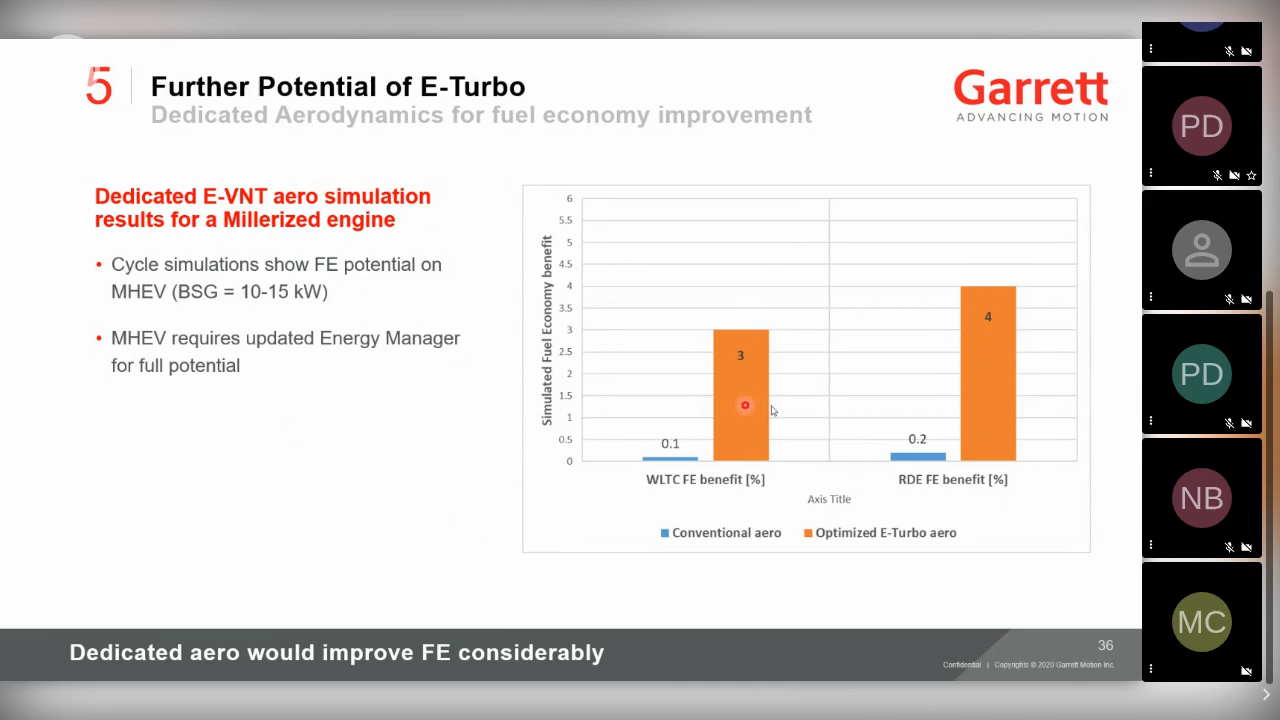 5
Further Potential of E-Turbo
Dedicated Aerodynamics for fuel economy improvement
Garrett
ADVANCING MOTION
Dedicated E-VNT aero simulation
results for a Millerized engine
• Cycle simulations show FE potential on
MHEV (BSG = 10-15 kW)
• MHEV requires updated Energy Manager
for full potential
Simulated Fuel Economy benefit
6
5.5
5
4.5
4
3.5
3
2.5
2
1.5
1
0.5
0
0.1
3
0.2
4
WLTC FE benefit [%]
RDE FE benefit [%]
Axis Title
Conventional aero
Optimized E-Turbo aero
Dedicated aero would improve FE considerably
36
Confidential | Copyrights © 2020 Garrett Motion Inc.
PD
PD
NB
MC